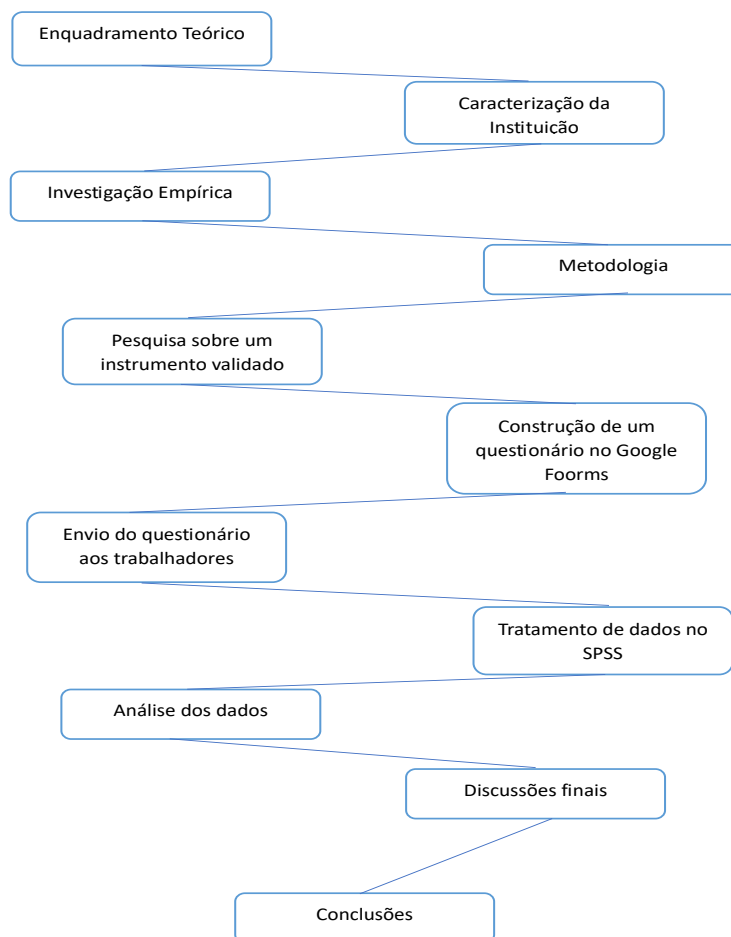 Enquadramento Teórico
Caracterização da
Instituição
Investigação Empírica
Metodologia
Pesquisa sobre um
instrumento validado
Construção de um
questionário no Google
Foorms
Envio do questionário
aos trabalhadores
Tratamento de dados no
SPSS
Análise dos dados
Discussões finais
Conclusões